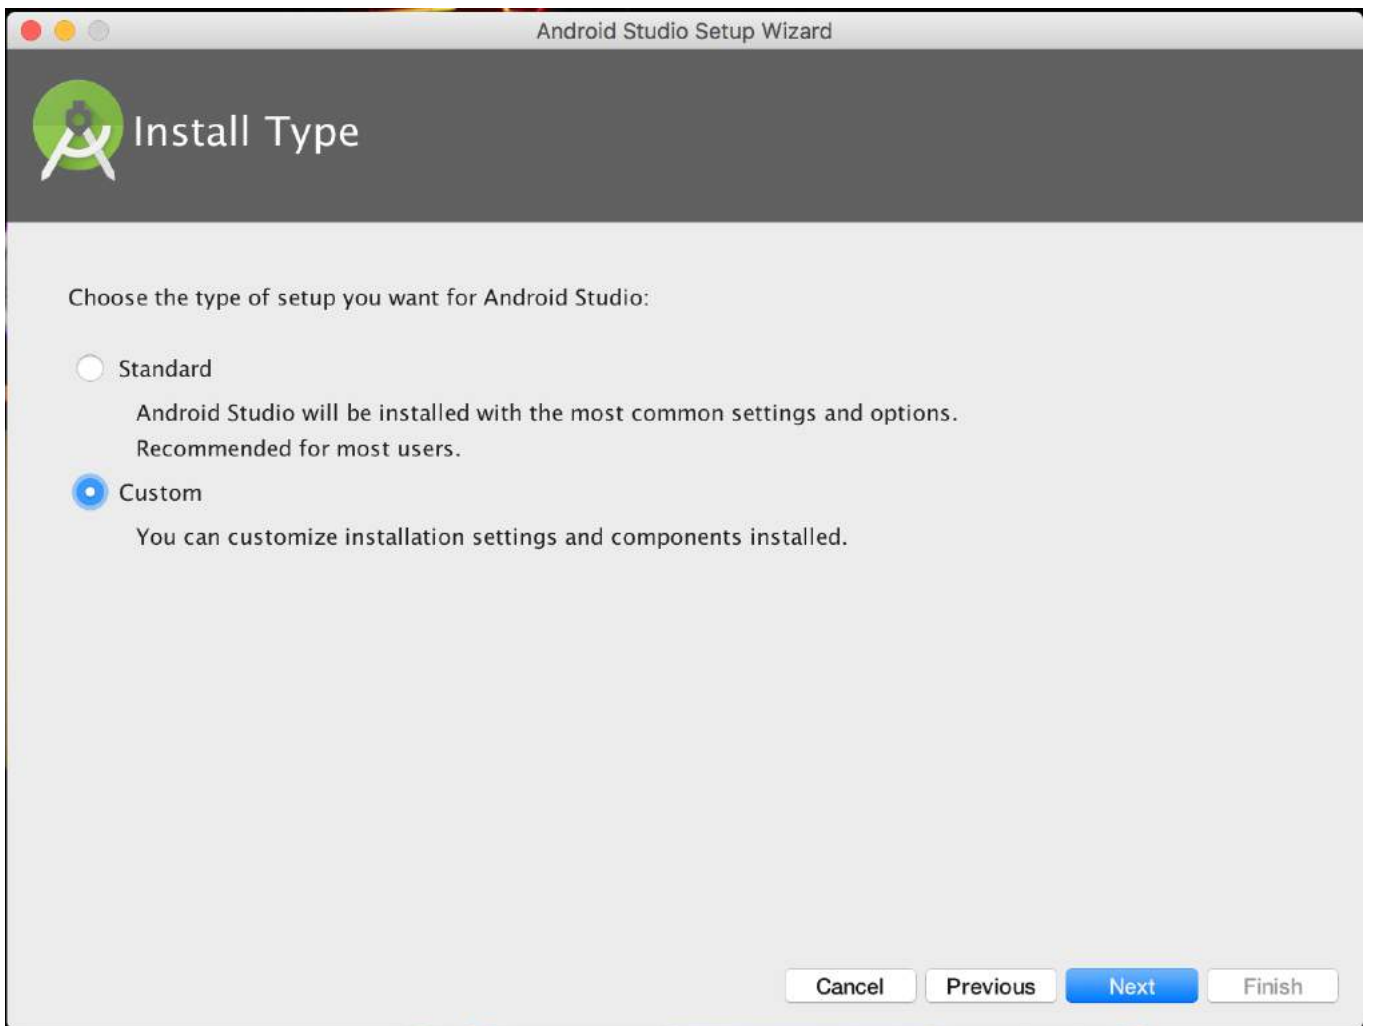 Android Studio Setup Wizard
Install Type
Choose the type of setup you want for Android Studio:
Standard
Android Studio will be installed with the most common settings and options.
Recommended for most users.
Custom
You can customize installation settings and components installed.
Cancel Previous Next Finish